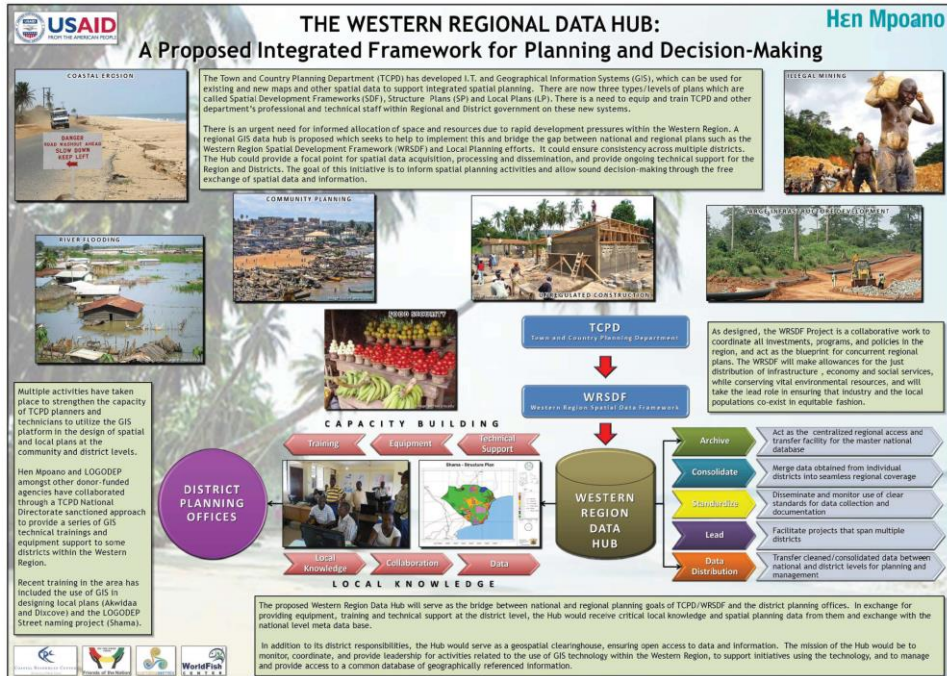 USAID
FROM THE AMERICAN PEOPLE
THE WESTERN REGIONAL DATA HUB:
A Proposed Integrated Framework for Planning and Decision-Making
Hɛn Mpoano
COASTAL EROSION
DANGER
ROAD WASHOUT AHEAD
SLOW DOWN
KEEP LEFT
The Town and Country Planning Department (TCPD) has developed I.T. and Geographical Information Systems (GIS), which can be used for
existing and new maps and other spatial data to support integrated spatial planning.  There are now three types/levels of plans which are
called Spatial Development Frameworks (SDF), Structure  Plans (SP) and Local Plans (LP). There is a need to equip and train TCPD and other
department's professional and technical staff within Regional and District government on these new systems.
There is an urgent need for informed allocation of space and resources due to rapid development pressures within the Western Region. A
regional GIS data hub is proposed which seeks to help to implement this and bridge the gap between national and regional plans such as the
Western Region Spatial Development Framework (WRSDF) and Local Planning efforts.  It could ensure consistency across multiple districts.
The Hub could provide a focal point for spatial data acquisition, processing and dissemination, and provide ongoing technical support for the
Region and Districts. The goal of this initiative is to inform spatial planning activities and allow sound decision-making through the free
exchange of spatial data and information.
ILLEGAL MINING
COMMUNITY PLANNING
UNREGULATED CONSTRUCTION
LARGE INFRASTRUCTURE DEVELOPMENT
RIVER FLOODING
FOOD SECURITY
TCPD
Town and Country Planning Department
WRSDF
Western Region Spatial Data Framework
As designed, the WRSDF Project is a collaborative work to
coordinate all investments, programs, and policies in the
region, and act as the blueprint for concurrent regional
plans. The WRSDF will make allowances for the just
distribution of infrastructure , economy and social services,
while conserving vital environmental resources, and will
take the lead role in ensuring that industry and the local
populations co-exist in equitable fashion.
Multiple activities have taken
place to strengthen the capacity
of TCPD planners and
technicians to utilize the GIS
platform in the design of spatial
and local plans at the
community and district levels.
Hen Mpoano and LOGODEP
amongst other donor-funded
agencies have collaborated
through a TCPD National
Directorate sanctioned approach
to provide a series of GIS
technical trainings and
equipment support to some
districts within the Western
Region.
Recent training in the area has
included the use of GIS in
designing local plans (Akwidaa
and Dixcove) and the LOGODEP
Street naming project (Shama).
CAPACITY BUILDING
Training
Equipment
Technical
Support
DISTRICT
PLANNING
OFFICES
Shama - Structure Plan
WESTERN
REGION
DATA
HUB
Local
Knowledge
Collaboration
Data
LOCAL KNOWLEDGE
Archive
Act as the  centralized regional access and
transfer facility for the master national
database
Consolidate
Merge data obtained from individual
districts into seamless regional coverage
Standardize
Disseminate and monitor use of clear
standards for data collection and
documentation
Lead
Facilitate projects that span multiple
districts
Data
Distribution
Transfer cleaned/consolidated data between
national and district levels for planning and
management
The proposed Western Region Data Hub will serve as the bridge between national and regional planning goals of TCPD/WRSDF and the district planning offices. In exchange for
providing equipment, training and technical support at the district level, the Hub would receive critical local knowledge and spatial planning data from them and exchange with the
national level meta data base.
In addition to its district responsibilities, the Hub would serve as a geospatial clearinghouse, ensuring open access to data and information.  The mission of the Hub would be to
monitor, coordinate, and provide leadership for activities related to the use of GIS technology within the Western Region, to support initiatives using the technology, and to manage
and provide access to a common database of geographically referenced information.
COASTAL RESOURCES CENTER
Friends of the Nation
WorldFish
CENTER